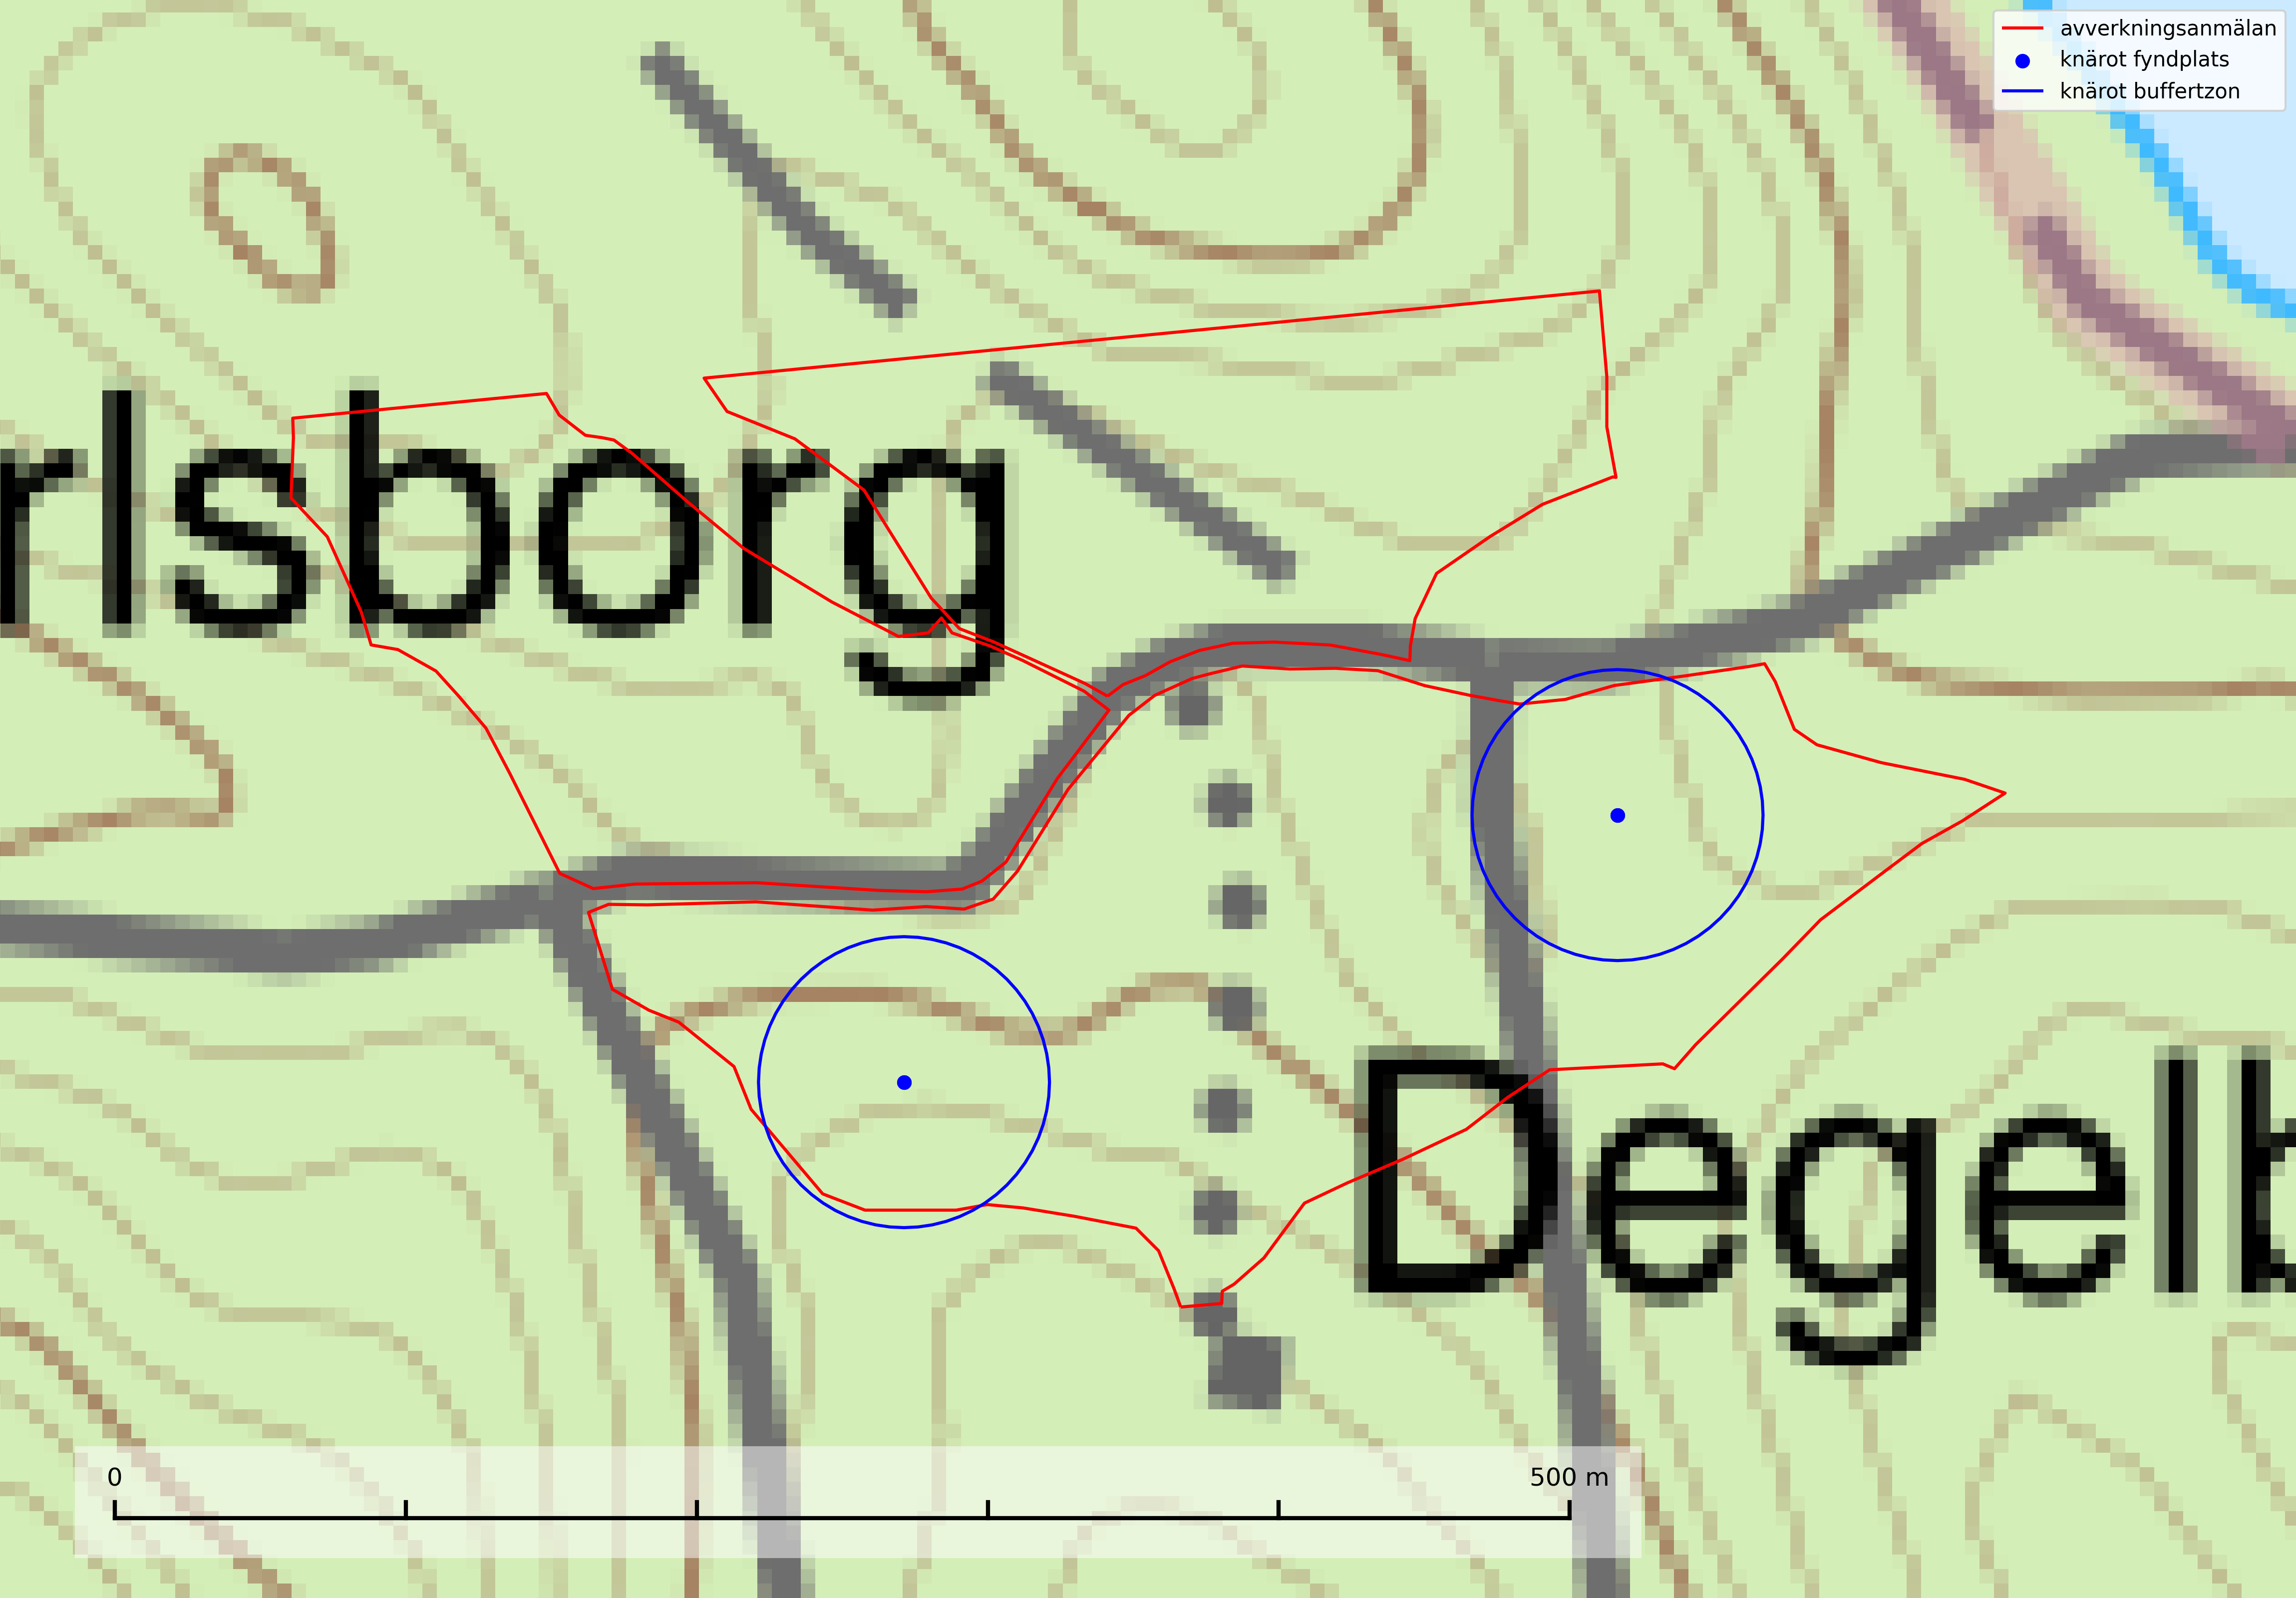 avverkningsanmälan
knärot fyndplats
knärot buffertzon
rlsborg
Degelb
0 500 m